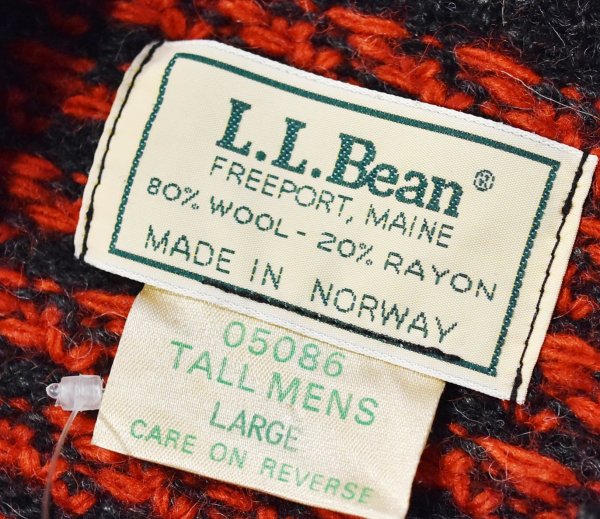 L.L.Bean®
FREEPORT, MAINE
80% WOOL - 20% RAYON
MADE IN NORWAY
05086
TALL MENS
LARGE
CARE ON REVERSE